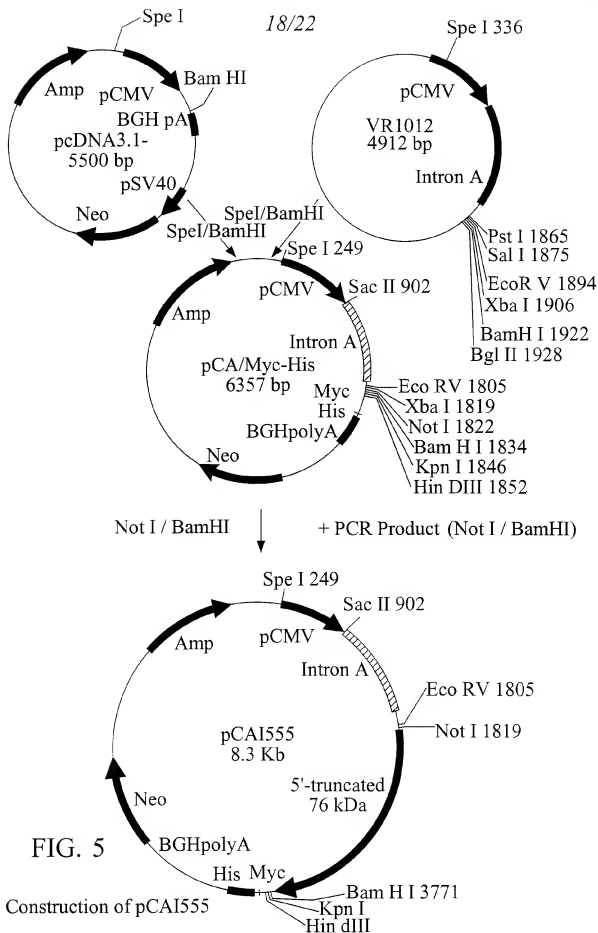 18/22
Spe I
Amp
pCMV
Bam HI
BGH pA
pcDNA3.1-
5500 bp
pSV40
Neo
SpeI/BamHI
Spe I 336
pCMV
VR1012
4912 bp
Intron A
Pst I 1865
Sal I 1875
EcoR V 1894
Xba I 1906
BamH I 1922
Bgl II 1928
SpeI/BamHI
Spe I 249
pCMV
Sac II 902
Amp
Intron A
pCA/Myc-His
6357 bp
Myc
His
BGHpolyA
Neo
Eco RV 1805
Xba I 1819
Not I 1822
Bam H I 1834
Kpn I 1846
Hin DIII 1852
Not I / BamHI
+ PCR Product (Not I / BamHI)
Spe I 249
Sac II 902
pCMV
Amp
Intron A
Eco RV 1805
Not I 1819
pCAI555
8.3 Kb
5'-truncated
76 kDa
Neo
BGHpolyA
His
Myc
Bam H I 3771
Kpn I
Hin dIII
FIG. 5
Construction of pCAI555